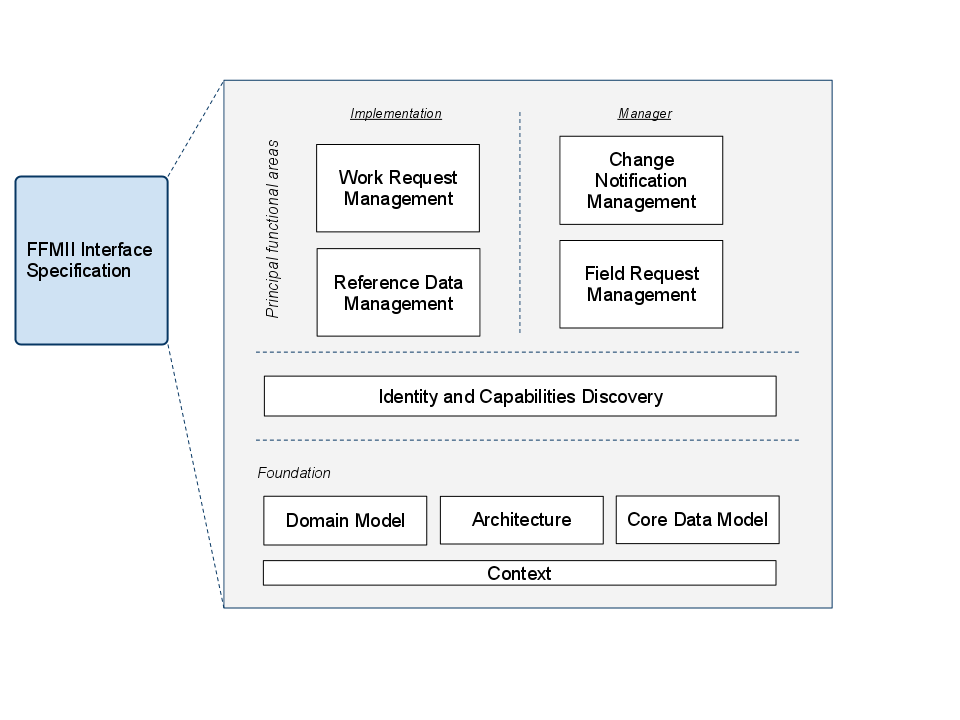 FFMII Interface
Specification
Implementation
Manager
Principal functional areas
Work Request
Management
Change
Notification
Management
Reference Data
Management
Field Request
Management
Identity and Capabilities Discovery
Foundation
Domain Model
Architecture
Core Data Model
Context